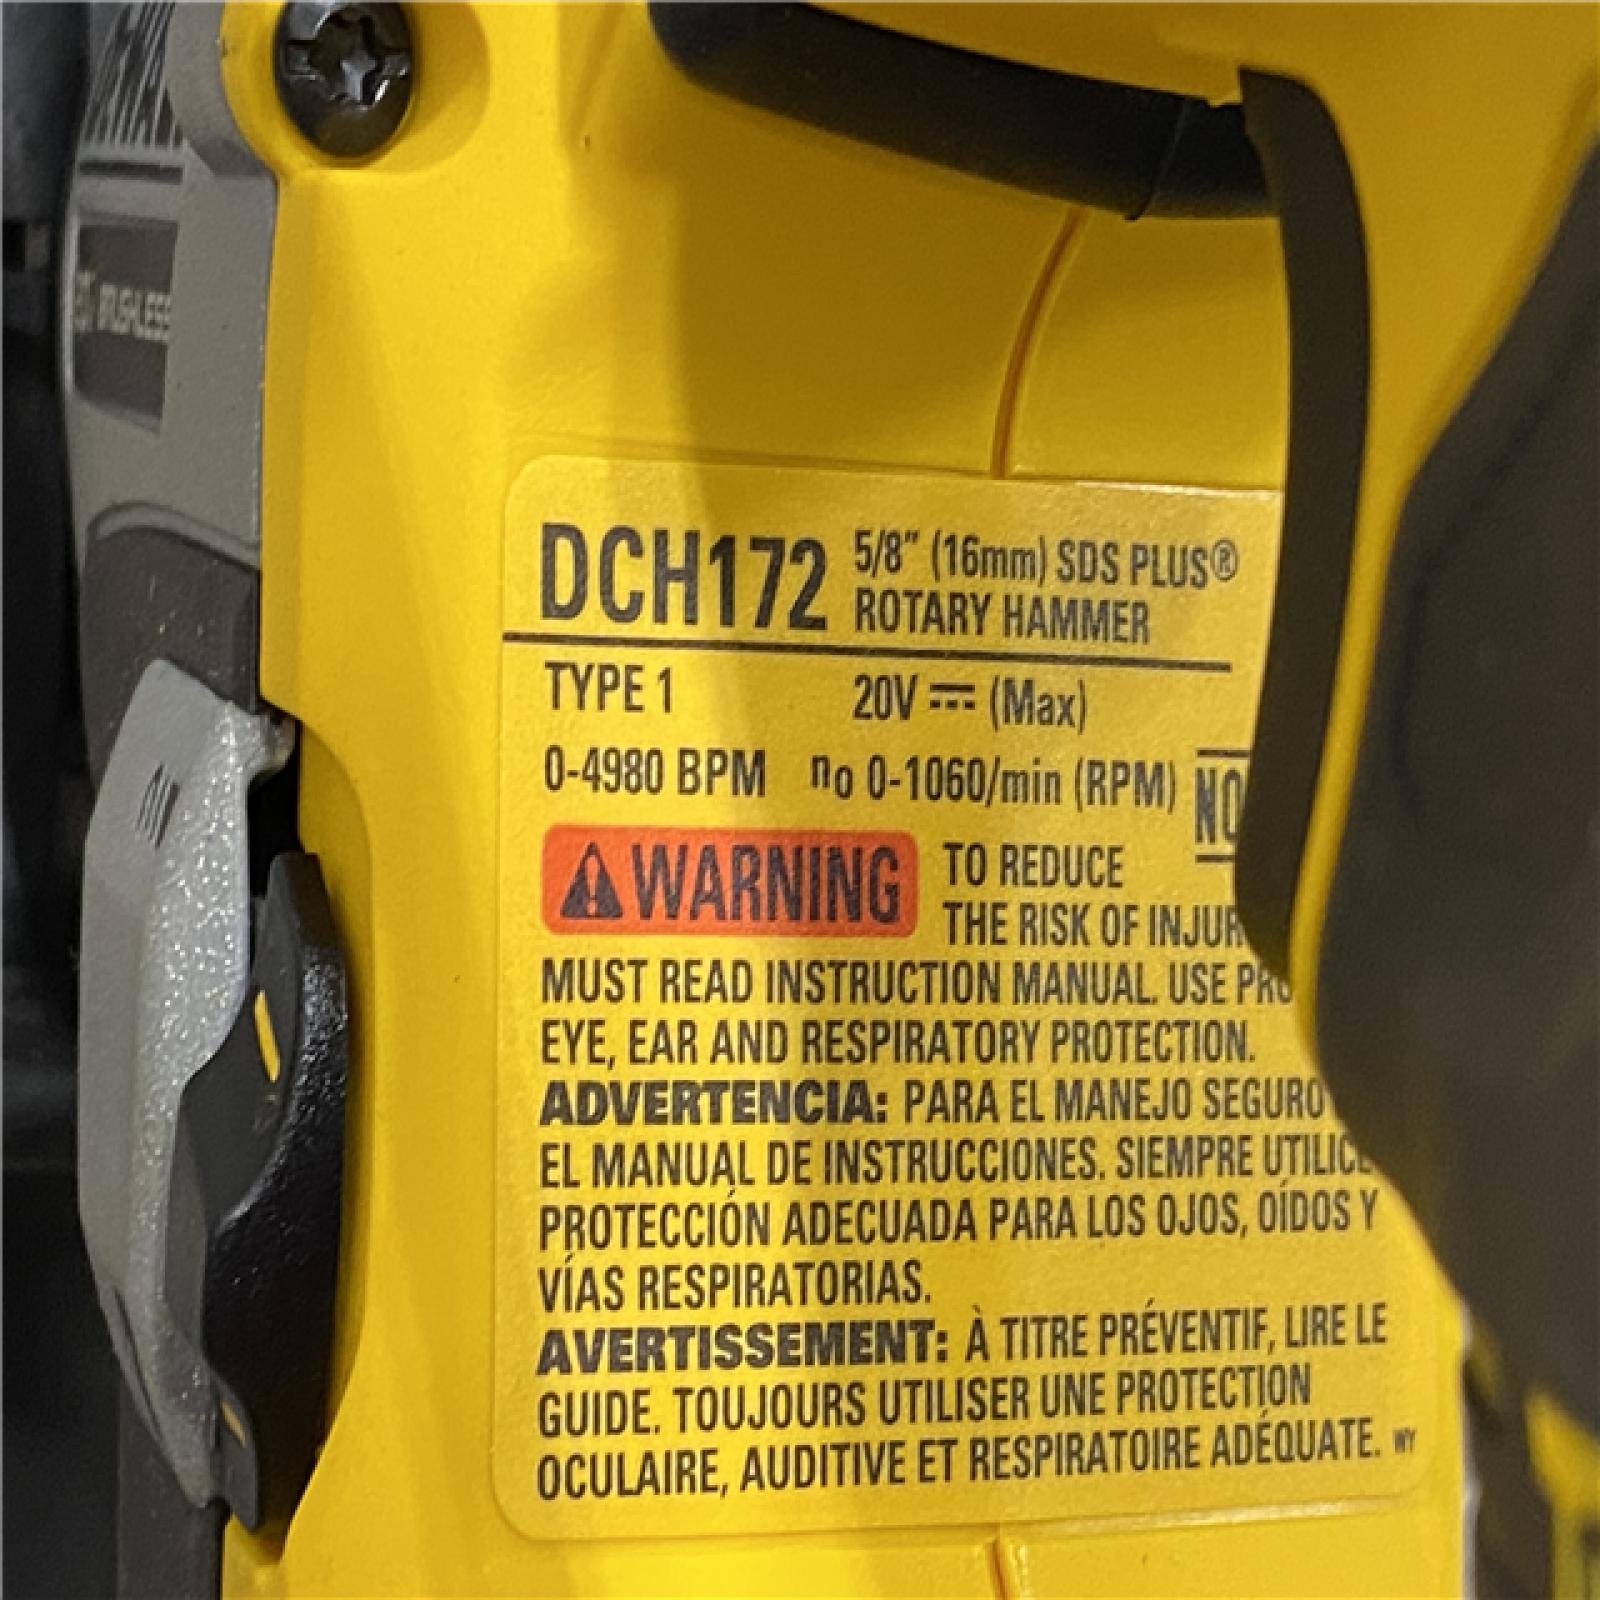 BRUSHLESS
DCH172 5/8" (16mm) SDS PLUS®
ROTARY HAMMER
TYPE 1 20V ⎓ (Max)
0-4980 BPM no 0-1060/min (RPM) NO
WARNING TO REDUCE
THE RISK OF INJUR
MUST READ INSTRUCTION MANUAL. USE PRO
EYE, EAR AND RESPIRATORY PROTECTION.
ADVERTENCIA: PARA EL MANEJO SEGURO
EL MANUAL DE INSTRUCCIONES. SIEMPRE UTILICE
PROTECCIÓN ADECUADA PARA LOS OJOS, OÍDOS Y
VÍAS RESPIRATORIAS.
AVERTISSEMENT: À TITRE PRÉVENTIF, LIRE LE
GUIDE. TOUJOURS UTILISER UNE PROTECTION
OCULAIRE, AUDITIVE ET RESPIRATOIRE ADÉQUATE. WY